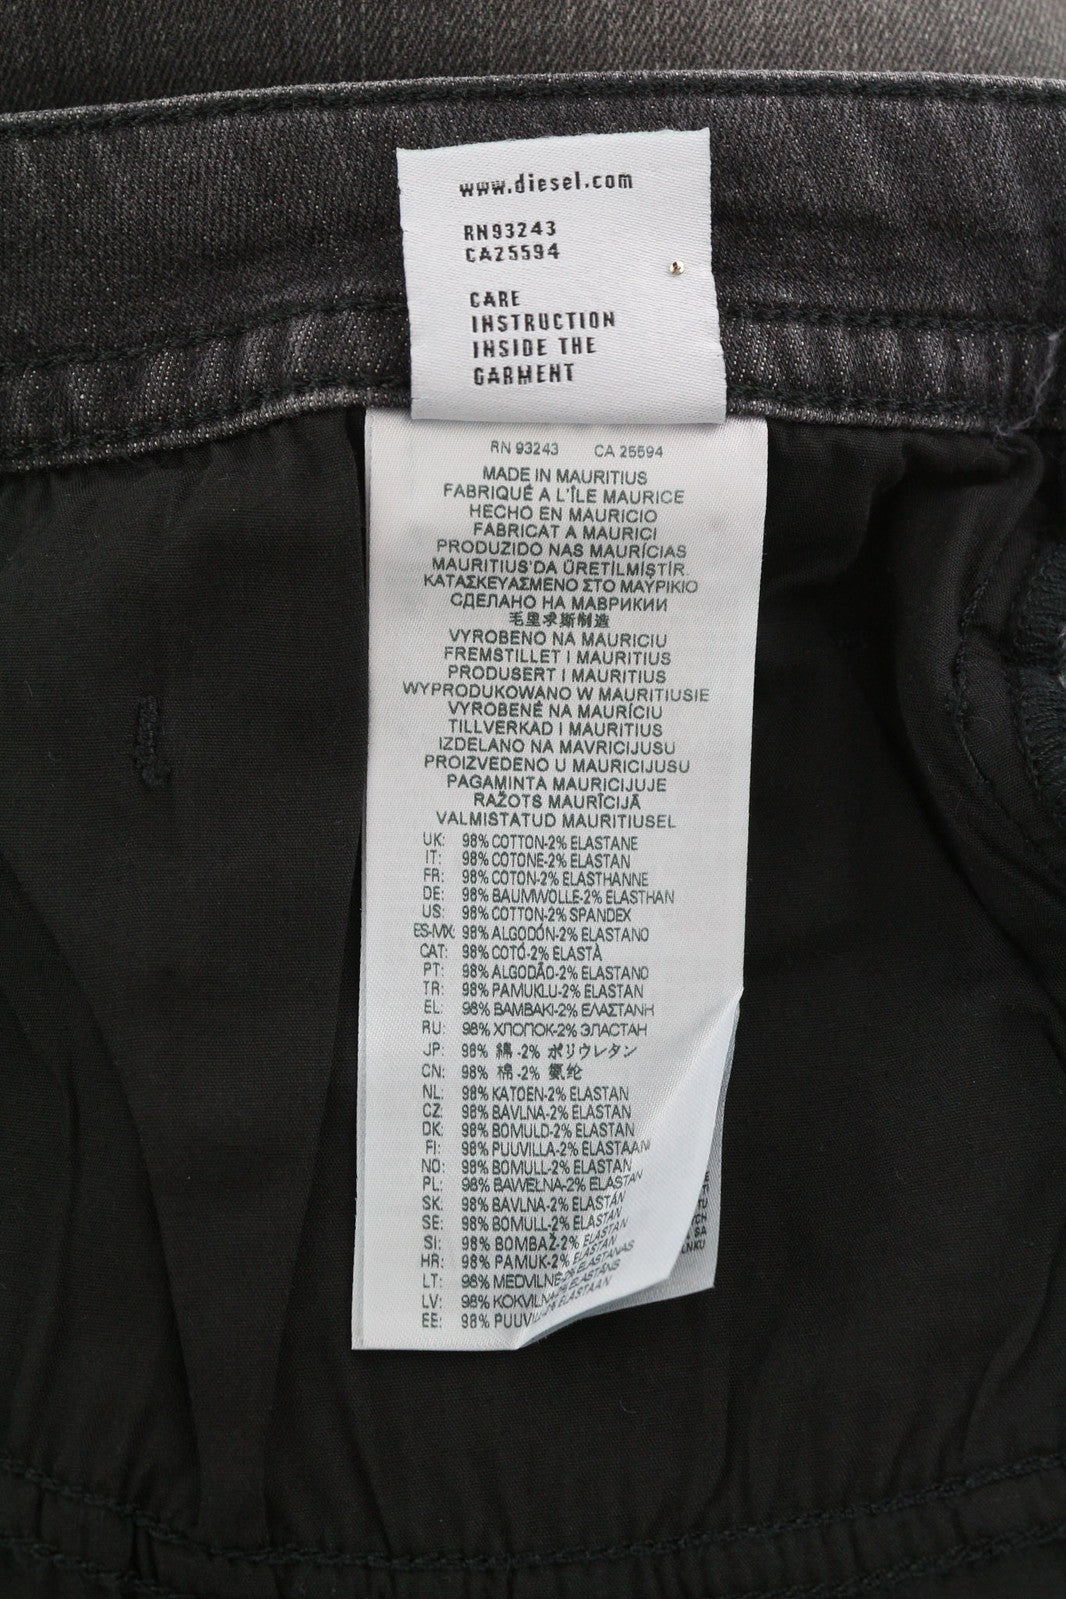 www.diesel.com
RN93243
CA25594
CARE
INSTRUCTION
INSIDE THE
GARMENT
RN 93243 CA 25594
MADE IN MAURITIUS
FABRIQUÉ A L'ÎLE MAURICE
HECHO EN MAURICIO
FABRICAT A MAURICI
PRODUZIDO NAS MAURÍCIAS
MAURITIUS'DA ÜRETİLMİŞTİR
ΚΑΤΑΣΚΕΥΑΣΜΕΝΟ ΣΤΟ ΜΑΥΡΙΚΙΟ
СДЕЛАНО НА МАВРИКИИ
毛里求斯制造
VYROBENO NA MAURICIU
FREMSTILLET I MAURITIUS
PRODUSERT I MAURITIUS
WYPRODUKOWANO W MAURITIUSIE
VYROBENÉ NA MAURÍCIU
TILLVERKAD I MAURITIUS
IZDELANO NA MAVRICIJUSU
PROIZVEDENO U MAURICIJUSU
PAGAMINTA MAURICIJUJE
RAŽOTS MAURĪCIJĀ
VALMISTATUD MAURITIUSEL
UK: 98% COTTON-2% ELASTANE
IT: 98% COTONE-2% ELASTAN
FR: 98% COTON-2% ELASTHANNE
DE: 98% BAUMWOLLE-2% ELASTHAN
US: 98% COTTON-2% SPANDEX
ES-MX: 98% ALGODÓN-2% ELASTANO
CAT: 98% COTÓ-2% ELASTÀ
PT: 98% ALGODÃO-2% ELASTANO
TR: 98% PAMUKLU-2% ELASTAN
EL: 98% ΒΑΜΒΑΚΙ-2% ΕΛΑΣΤΑΝΗ
RU: 98% ХЛОПОК-2% ЭЛАСТАН
JP: 98% 綿 -2% ポリウレタン
CN: 98% 棉 -2% 氨纶
NL: 98% KATOEN-2% ELASTAN
CZ: 98% BAVLNA-2% ELASTAN
DK: 98% BOMULD-2% ELASTAN
FI: 98% PUUVILLA-2% ELASTAANI
NO: 98% BOMULL-2% ELASTAN
PL: 98% BAWEŁNA-2% ELASTAN
SK: 98% BAVLNA-2% ELASTAN
SE: 98% BOMULL-2% ELASTAN
SI: 98% BOMBAŽ-2% ELASTAN
HR: 98% PAMUK-2% ELASTAN
LT: 98% MEDVILNĖ-2% ELASTANAS
LV: 98% ELASTĀNS
EE: 98% ELASTAAN